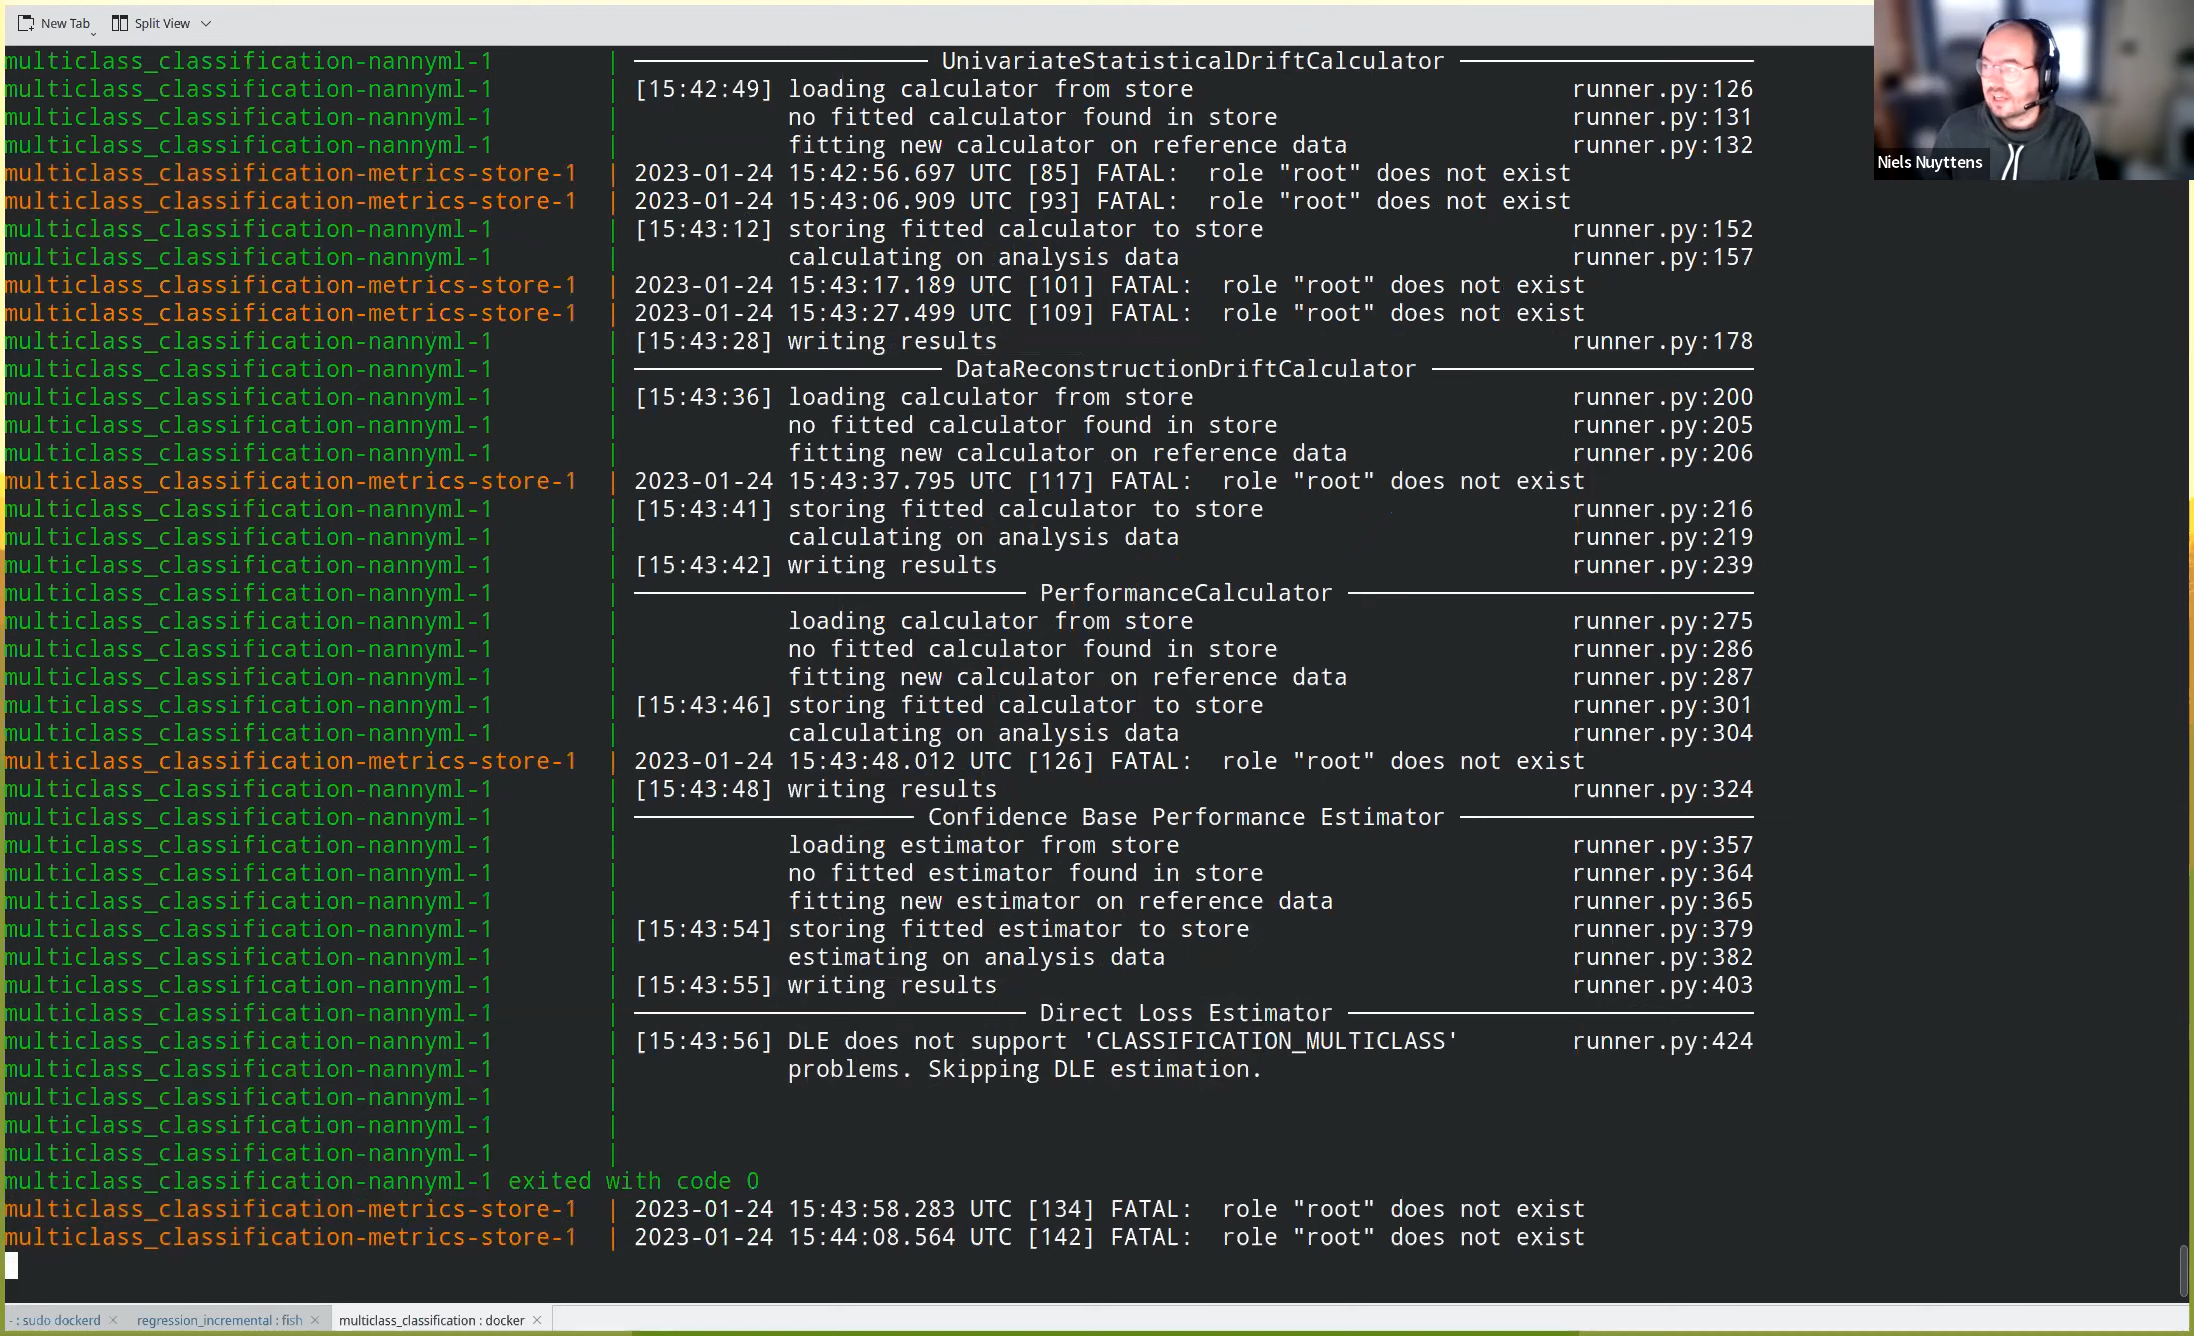 New Tab Split View
multiclass_classification-nannyml-1 | UnivariateStatisticalDriftCalculator
multiclass_classification-nannyml-1 | [15:42:49] loading calculator from store runner.py:126
multiclass_classification-nannyml-1 | no fitted calculator found in store runner.py:131
multiclass_classification-nannyml-1 | fitting new calculator on reference data runner.py:132
Niels Nuyttens
multiclass_classification-metrics-store-1 | 2023-01-24 15:42:56.697 UTC [85] FATAL: role "root" does not exist
multiclass_classification-metrics-store-1 | 2023-01-24 15:43:06.909 UTC [93] FATAL: role "root" does not exist
multiclass_classification-nannyml-1 | [15:43:12] storing fitted calculator to store runner.py:152
multiclass_classification-nannyml-1 | calculating on analysis data runner.py:157
multiclass_classification-metrics-store-1 | 2023-01-24 15:43:17.189 UTC [101] FATAL: role "root" does not exist
multiclass_classification-metrics-store-1 | 2023-01-24 15:43:27.499 UTC [109] FATAL: role "root" does not exist
multiclass_classification-nannyml-1 | [15:43:28] writing results runner.py:178
multiclass_classification-nannyml-1 | DataReconstructionDriftCalculator
multiclass_classification-nannyml-1 | [15:43:36] loading calculator from store runner.py:200
multiclass_classification-nannyml-1 | no fitted calculator found in store runner.py:205
multiclass_classification-nannyml-1 | fitting new calculator on reference data runner.py:206
multiclass_classification-metrics-store-1 | 2023-01-24 15:43:37.795 UTC [117] FATAL: role "root" does not exist
multiclass_classification-nannyml-1 | [15:43:41] storing fitted calculator to store runner.py:216
multiclass_classification-nannyml-1 | calculating on analysis data runner.py:219
multiclass_classification-nannyml-1 | [15:43:42] writing results runner.py:239
multiclass_classification-nannyml-1 | PerformanceCalculator
multiclass_classification-nannyml-1 | loading calculator from store runner.py:275
multiclass_classification-nannyml-1 | no fitted calculator found in store runner.py:286
multiclass_classification-nannyml-1 | fitting new calculator on reference data runner.py:287
multiclass_classification-nannyml-1 | [15:43:46] storing fitted calculator to store runner.py:301
multiclass_classification-nannyml-1 | calculating on analysis data runner.py:304
multiclass_classification-metrics-store-1 | 2023-01-24 15:43:48.012 UTC [126] FATAL: role "root" does not exist
multiclass_classification-nannyml-1 | [15:43:48] writing results runner.py:324
multiclass_classification-nannyml-1 | Confidence Base Performance Estimator
multiclass_classification-nannyml-1 | loading estimator from store runner.py:357
multiclass_classification-nannyml-1 | no fitted estimator found in store runner.py:364
multiclass_classification-nannyml-1 | fitting new estimator on reference data runner.py:365
multiclass_classification-nannyml-1 | [15:43:54] storing fitted estimator to store runner.py:379
multiclass_classification-nannyml-1 | estimating on analysis data runner.py:382
multiclass_classification-nannyml-1 | [15:43:55] writing results runner.py:403
multiclass_classification-nannyml-1 | Direct Loss Estimator
multiclass_classification-nannyml-1 | [15:43:56] DLE does not support 'CLASSIFICATION_MULTICLASS' runner.py:424
multiclass_classification-nannyml-1 | problems. Skipping DLE estimation.
multiclass_classification-nannyml-1 |
multiclass_classification-nannyml-1 |
multiclass_classification-nannyml-1 |
multiclass_classification-nannyml-1 exited with code 0
multiclass_classification-metrics-store-1 | 2023-01-24 15:43:58.283 UTC [134] FATAL: role "root" does not exist
multiclass_classification-metrics-store-1 | 2023-01-24 15:44:08.564 UTC [142] FATAL: role "root" does not exist
- : sudo dockerd × regression_incremental : fish × multiclass_classification : docker ×